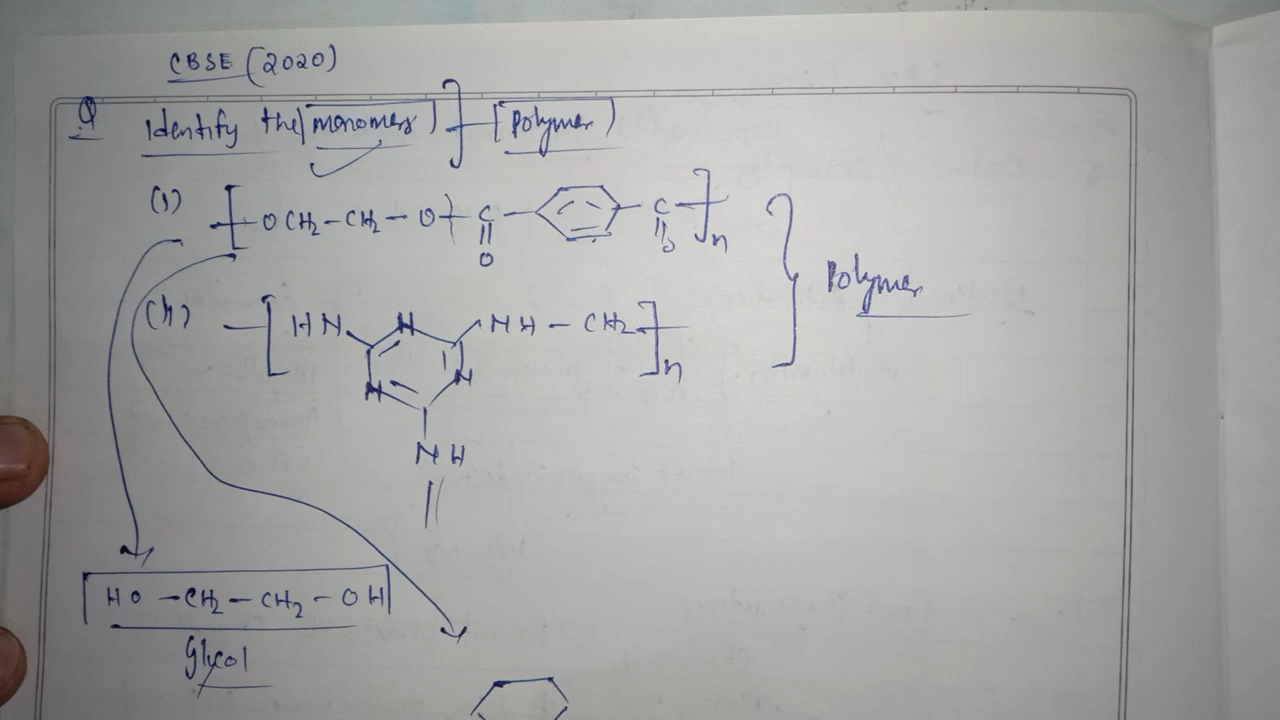 CBSE (2020)
Q Identify the monomers polymer
(1) [ OCH2-CH2-O C C ]n
O O
Polymer
(ii) [ HN N NH-CH2 ]n
N N
NH
HO-CH2-CH2-OH
Glycol